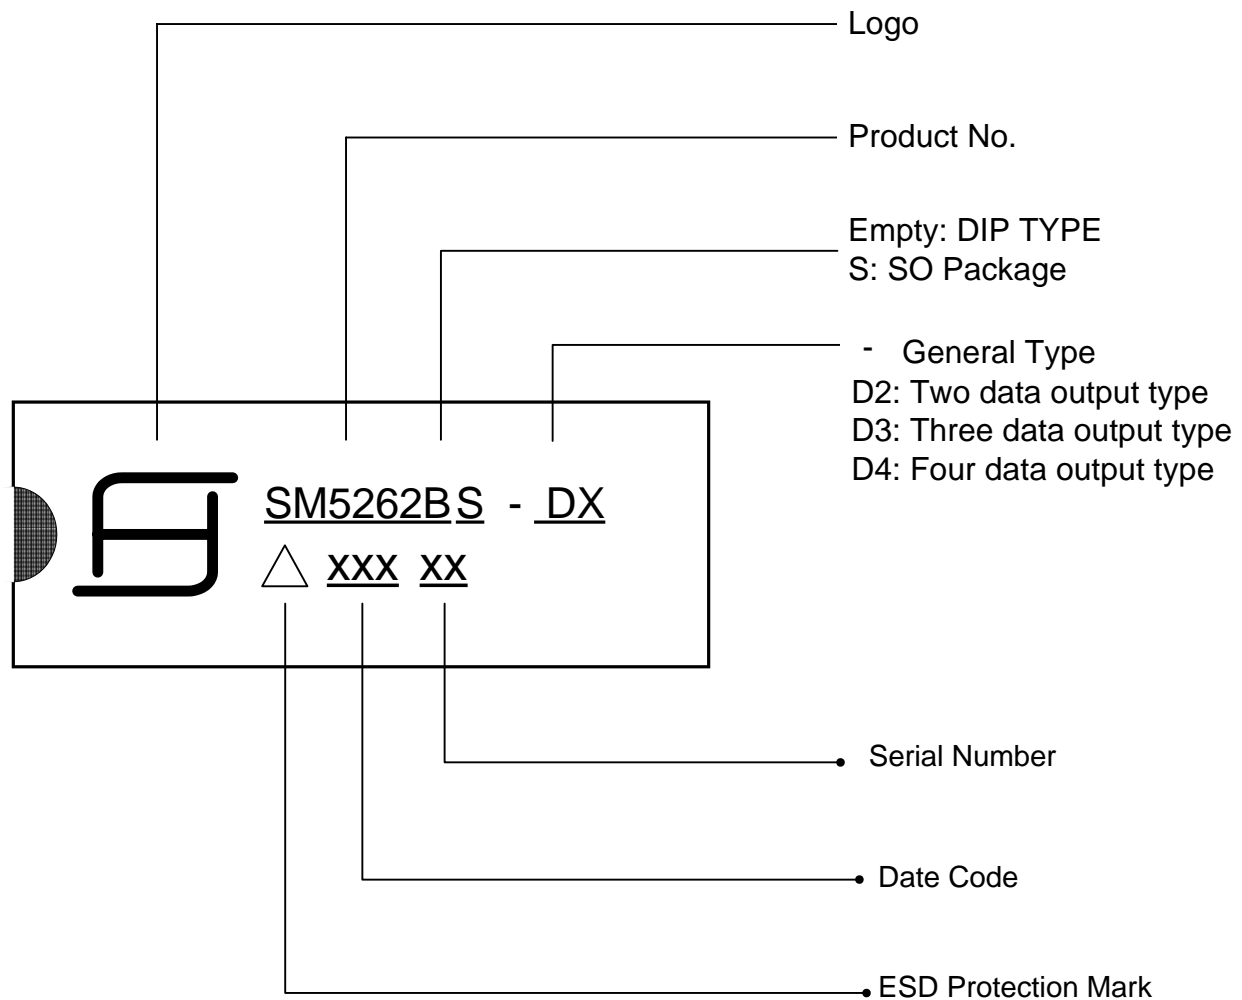 Logo
Product No.
Empty: DIP TYPE
S: SO Package
- General Type
D2: Two data output type
D3: Three data output type
D4: Four data output type
SM5262BS - DX
xxx xx
Serial Number
Date Code
ESD Protection Mark